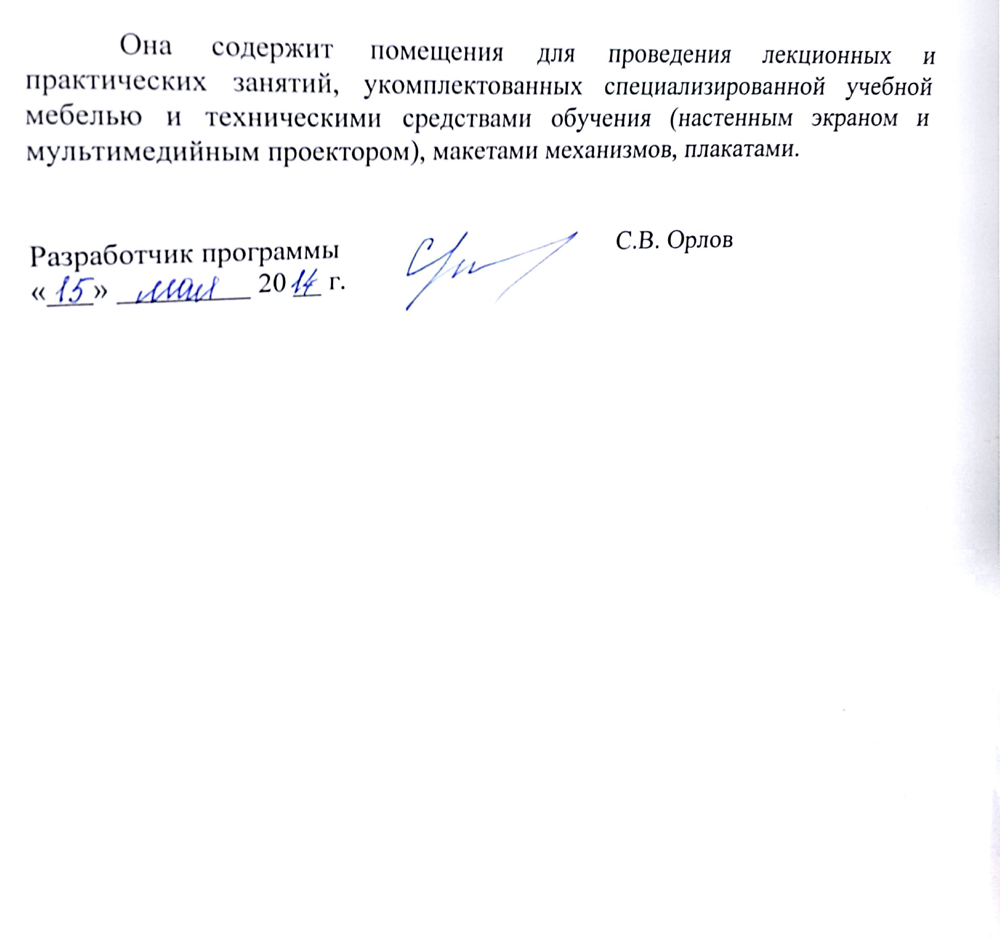 Она содержит помещения для проведения лекционных и
практических занятий, укомплектованных специализированной учебной
мебелью и техническими средствами обучения (настенным экраном и
мультимедийным проектором), макетами механизмов, плакатами.
Разработчик программы С.В. Орлов
«15» мая 2014 г.